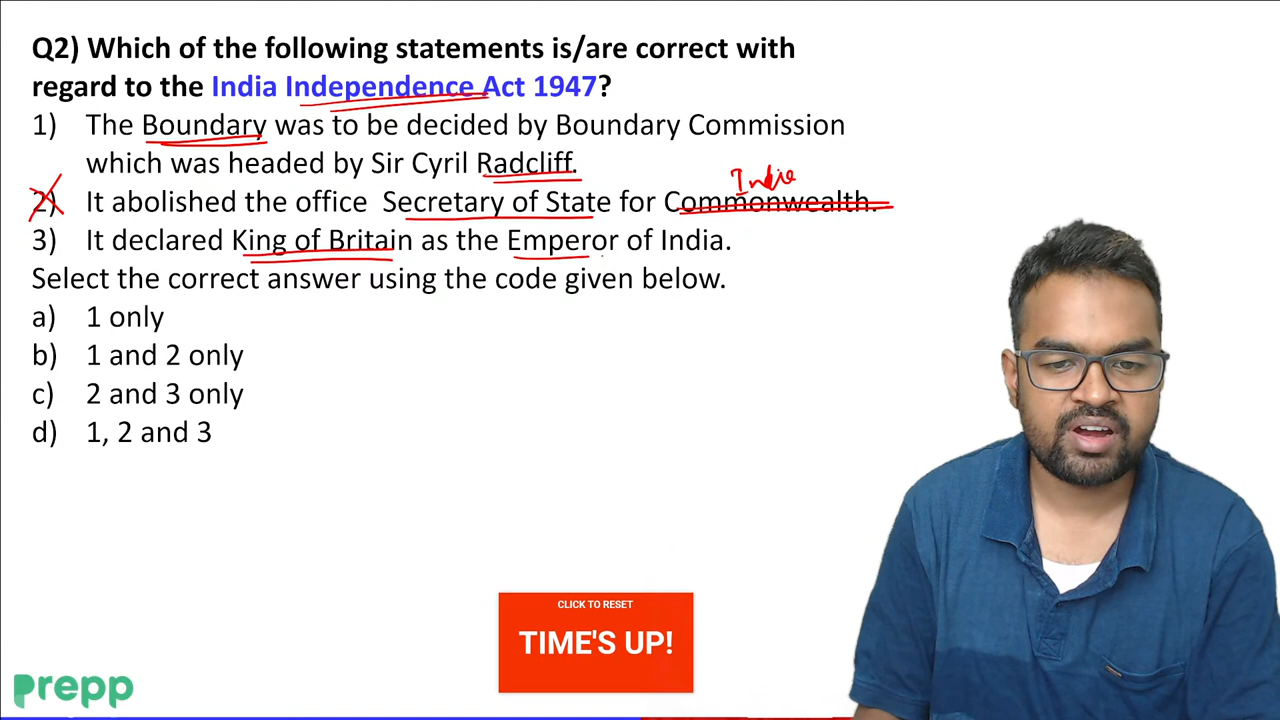 Q2) Which of the following statements is/are correct with
regard to the India Independence Act 1947?
1) The Boundary was to be decided by Boundary Commission
which was headed by Sir Cyril Radcliff.
India
2) It abolished the office Secretary of State for Commonwealth.
3) It declared King of Britain as the Emperor of India.
Select the correct answer using the code given below.
a) 1 only
b) 1 and 2 only
c) 2 and 3 only
d) 1, 2 and 3
CLICK TO RESET
TIME'S UP!
prepp